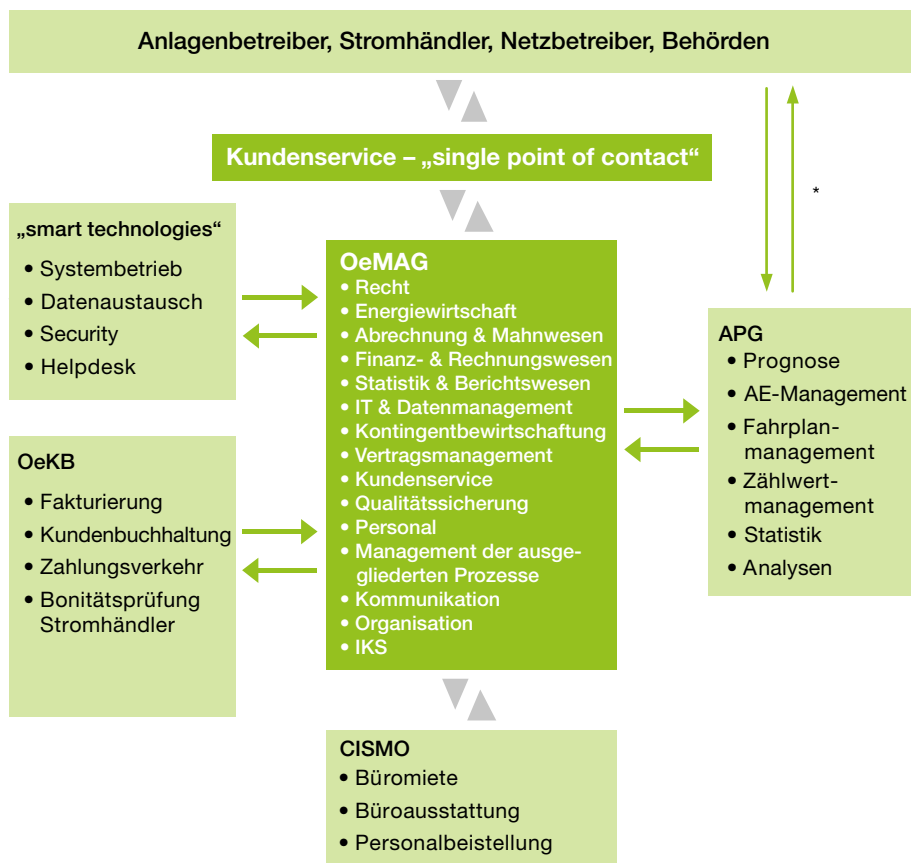 Anlagenbetreiber, Stromhändler, Netzbetreiber, Behörden
Kundenservice – „single point of contact“
*
„smart technologies“
• Systembetrieb
• Datenaustausch
• Security
• Helpdesk
OeKB
• Fakturierung
• Kundenbuchhaltung
• Zahlungsverkehr
• Bonitätsprüfung
Stromhändler
OeMAG
• Recht
• Energiewirtschaft
• Abrechnung & Mahnwesen
• Finanz- & Rechnungswesen
• Statistik & Berichtswesen
• IT & Datenmanagement
• Kontingentbewirtschaftung
• Vertragsmanagement
• Kundenservice
• Qualitätssicherung
• Personal
• Management der ausge-
gliederten Prozesse
• Kommunikation
• Organisation
• IKS
APG
• Prognose
• AE-Management
• Fahrplan-
management
• Zählwert-
management
• Statistik
• Analysen
CISMO
• Büromiete
• Büroausstattung
• Personalbeistellung